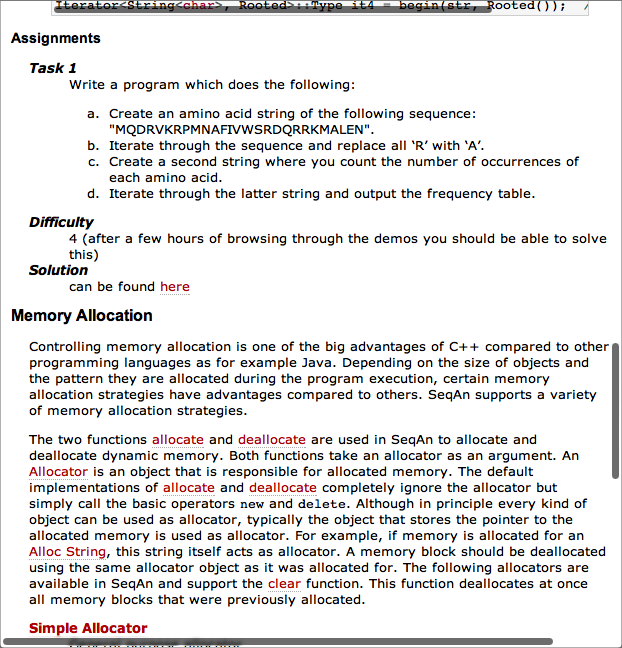 Iterator<String<char>, Rooted>::Type it4 = begin(str, Rooted()); /
Assignments
Task 1
Write a program which does the following:
a. Create an amino acid string of the following sequence:
"MQDRVKRPMNAFIVWSRDQRRKMALEN".
b. Iterate through the sequence and replace all ‘R’ with ‘A’.
c. Create a second string where you count the number of occurrences of
each amino acid.
d. Iterate through the latter string and output the frequency table.
Difficulty
4 (after a few hours of browsing through the demos you should be able to solve
this)
Solution
can be found here
Memory Allocation
Controlling memory allocation is one of the big advantages of C++ compared to other
programming languages as for example Java. Depending on the size of objects and
the pattern they are allocated during the program execution, certain memory
allocation strategies have advantages compared to others. SeqAn supports a variety
of memory allocation strategies.
The two functions allocate and deallocate are used in SeqAn to allocate and
deallocate dynamic memory. Both functions take an allocator as an argument. An
Allocator is an object that is responsible for allocated memory. The default
implementations of allocate and deallocate completely ignore the allocator but
simply call the basic operators new and delete. Although in principle every kind of
object can be used as allocator, typically the object that stores the pointer to the
allocated memory is used as allocator. For example, if memory is allocated for an
Alloc String, this string itself acts as allocator. A memory block should be deallocated
using the same allocator object as it was allocated for. The following allocators are
available in SeqAn and support the clear function. This function deallocates at once
all memory blocks that were previously allocated.
Simple Allocator
General purpose allocator